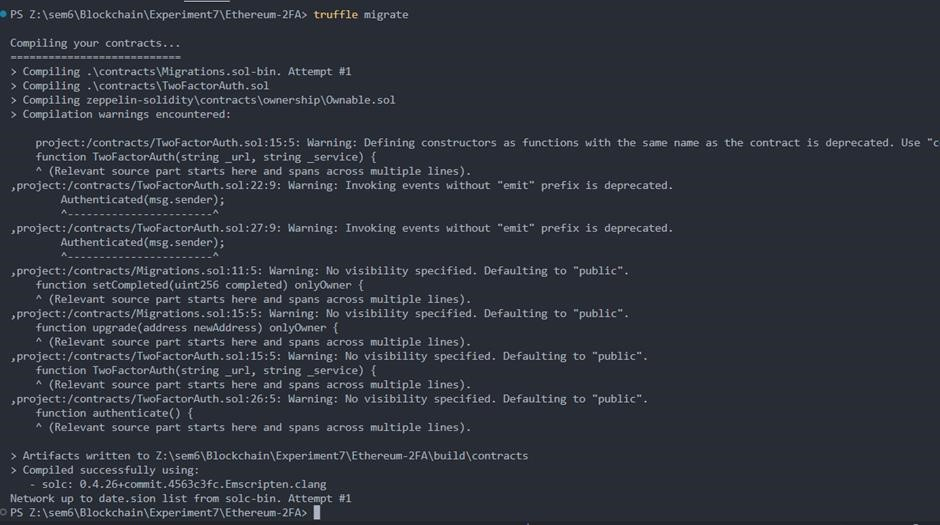 PS Z:\sem6\Blockchain\Experiment7\Ethereum-2FA> truffle migrate
Compiling your contracts...
===========================
> Compiling .\contracts\Migrations.sol-bin. Attempt #1
> Compiling .\contracts\TwoFactorAuth.sol
> Compiling zeppelin-solidity\contracts\ownership\Ownable.sol
> Compilation warnings encountered:
project:/contracts/TwoFactorAuth.sol:15:5: Warning: Defining constructors as functions with the same name as the contract is deprecated. Use "c
function TwoFactorAuth(string _url, string _service) {
^ (Relevant source part starts here and spans across multiple lines).
,project:/contracts/TwoFactorAuth.sol:22:9: Warning: Invoking events without "emit" prefix is deprecated.
Authenticated(msg.sender);
^-----------------------^
,project:/contracts/TwoFactorAuth.sol:27:9: Warning: Invoking events without "emit" prefix is deprecated.
Authenticated(msg.sender);
^-----------------------^
,project:/contracts/Migrations.sol:11:5: Warning: No visibility specified. Defaulting to "public".
function setCompleted(uint256 completed) onlyOwner {
^ (Relevant source part starts here and spans across multiple lines).
,project:/contracts/Migrations.sol:15:5: Warning: No visibility specified. Defaulting to "public".
function upgrade(address newAddress) onlyOwner {
^ (Relevant source part starts here and spans across multiple lines).
,project:/contracts/TwoFactorAuth.sol:15:5: Warning: No visibility specified. Defaulting to "public".
function TwoFactorAuth(string _url, string _service) {
^ (Relevant source part starts here and spans across multiple lines).
,project:/contracts/TwoFactorAuth.sol:26:5: Warning: No visibility specified. Defaulting to "public".
function authenticate() {
^ (Relevant source part starts here and spans across multiple lines).
> Artifacts written to Z:\sem6\Blockchain\Experiment7\Ethereum-2FA\build\contracts
> Compiled successfully using:
- solc: 0.4.26+commit.4563c3fc.Emscripten.clang
Network up to date.sion list from solc-bin. Attempt #1
PS Z:\sem6\Blockchain\Experiment7\Ethereum-2FA>